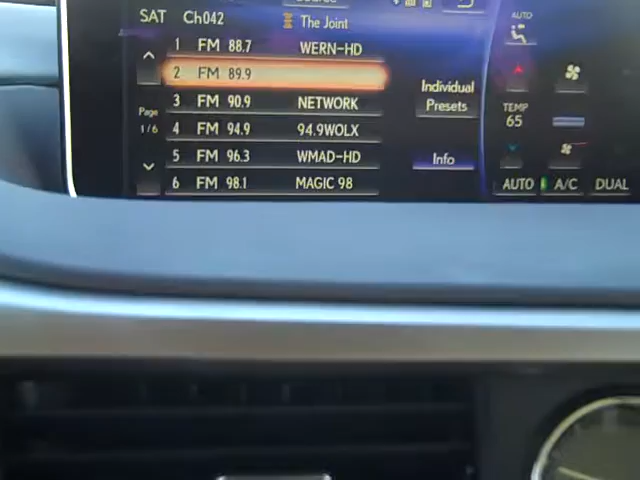 SAT Ch042 The Joint
1 FM 88.7 WERN-HD
2 FM 89.9
3 FM 90.9 NETWORK
4 FM 94.9 94.9WOLX
5 FM 96.3 WMAD-HD
6 FM 98.1 MAGIC 98
Page
1/6
Individual
Presets
Info
AUTO
TEMP
65
AUTO A/C DUAL